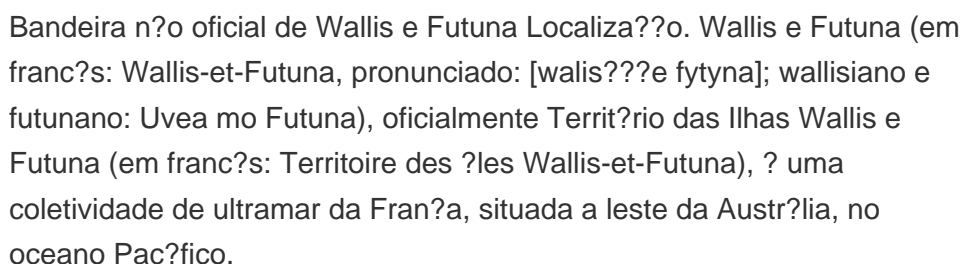 Bandeira n?o oficial de Wallis e Futuna Localiza??o. Wallis e Futuna (em
franc?s: Wallis-et-Futuna, pronunciado: [walis???e fytyna]; wallisiano e
futunano: Uvea mo Futuna), oficialmente Territ?rio das Ilhas Wallis e
Futuna (em franc?s: Territoire des ?les Wallis-et-Futuna), ? uma
coletividade de ultramar da Fran?a, situada a leste da Austr?lia, no
oceano Pac?fico.